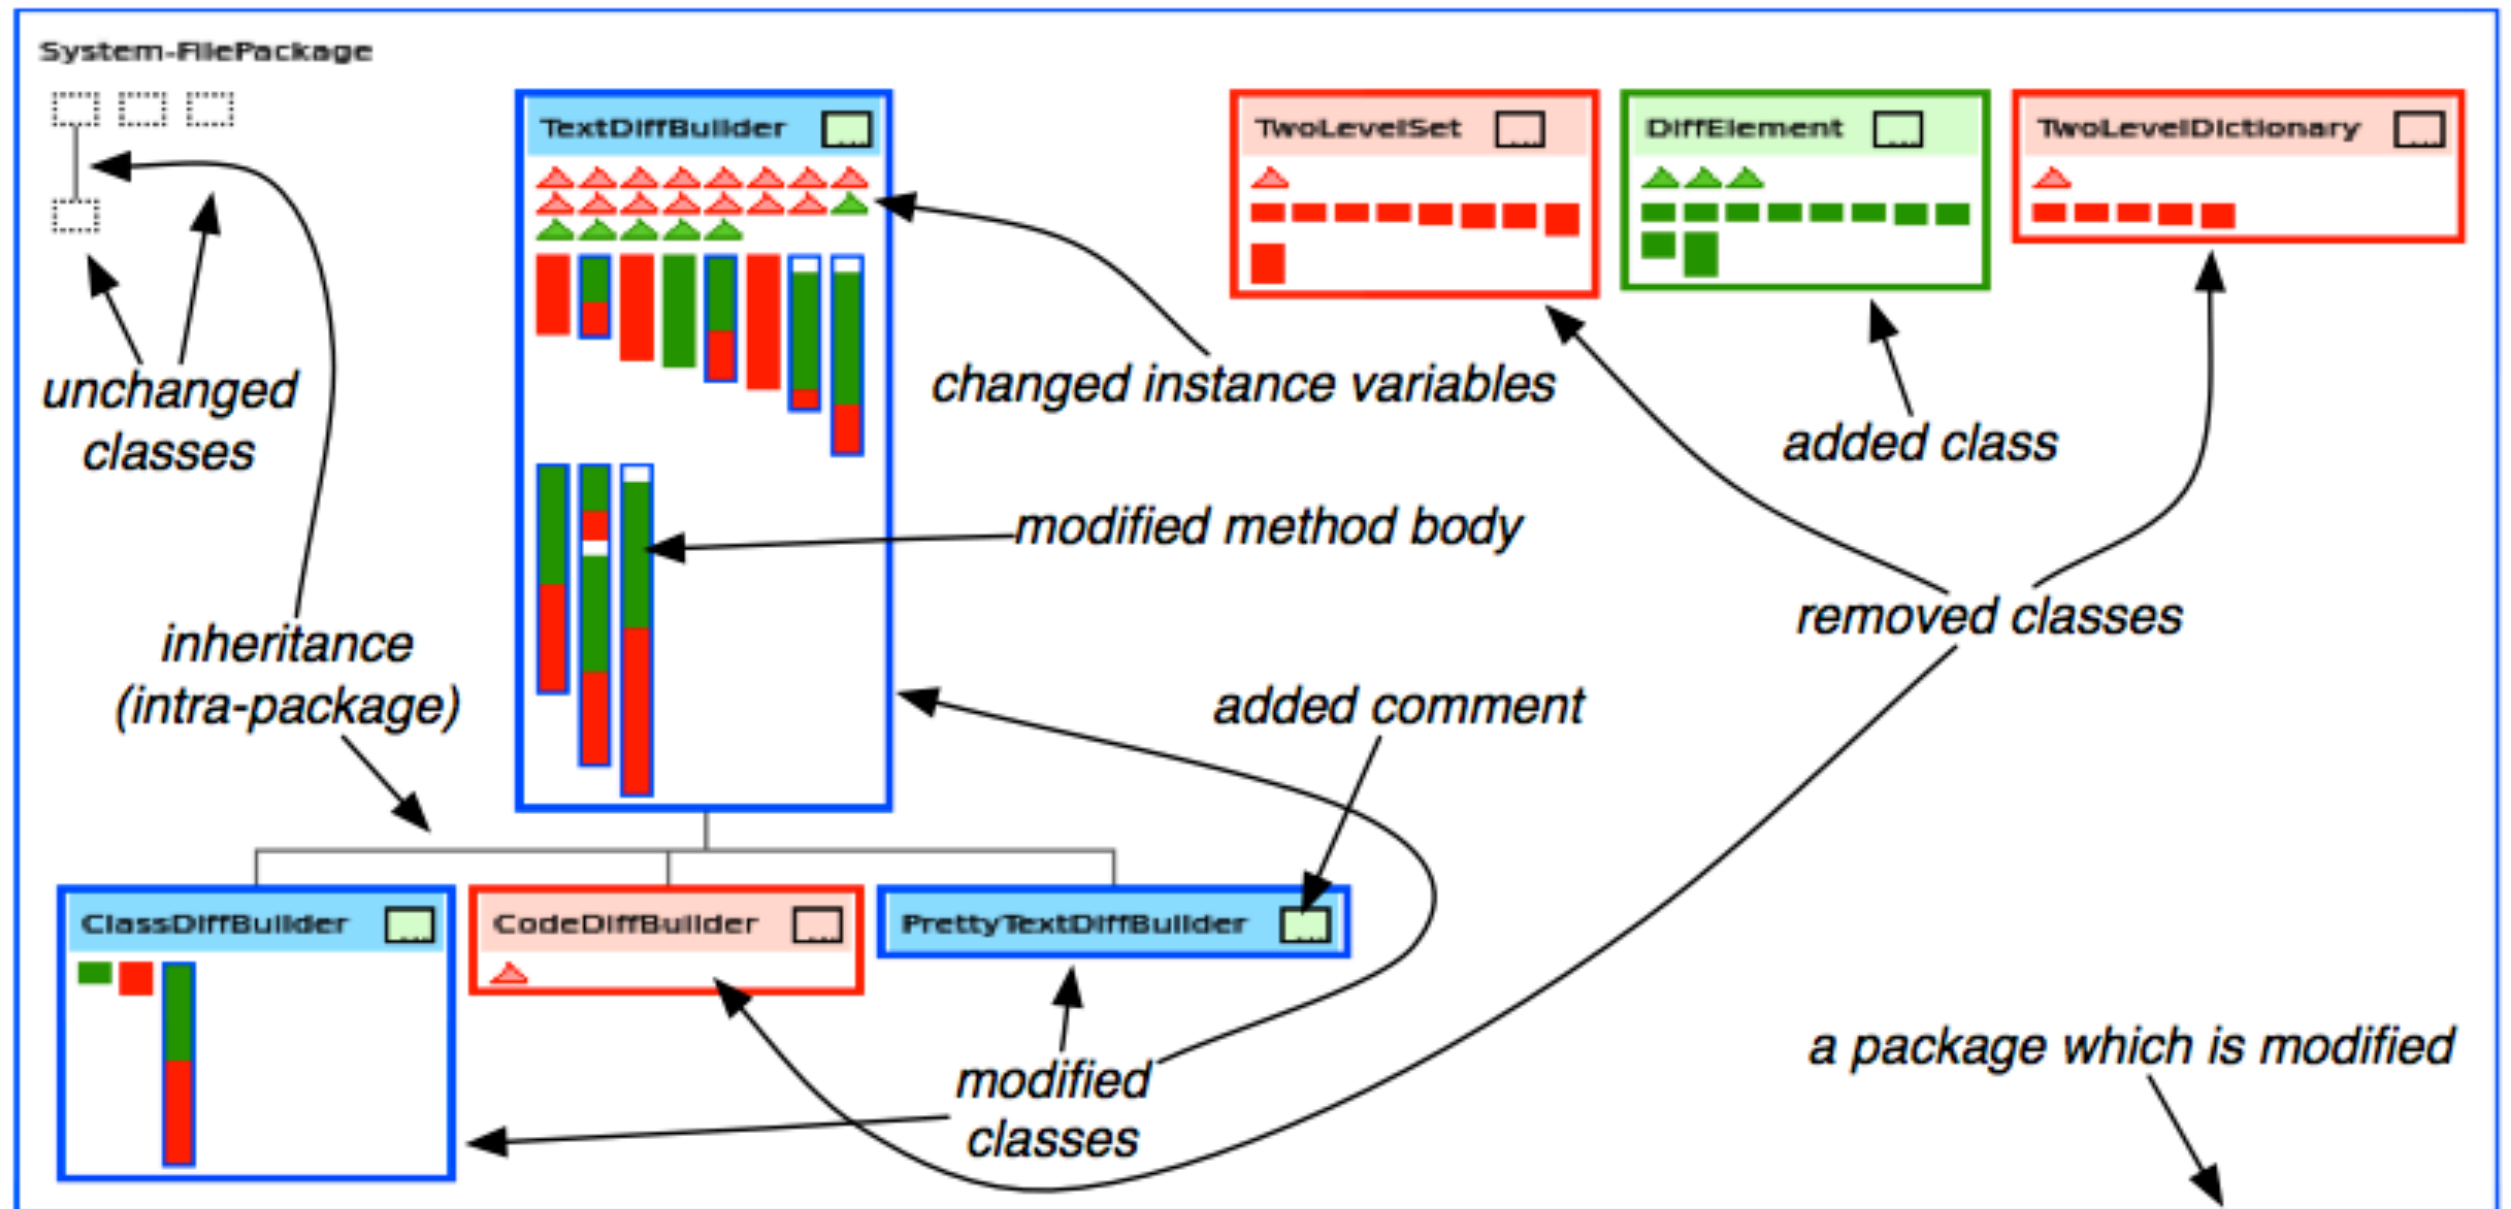 System-FilePackage
TextDiffBuilder
TwoLevelSet
DiffElement
TwoLevelDictionary
unchanged
classes
changed instance variables
added class
modified method body
removed classes
inheritance
(intra-package)
added comment
ClassDiffBuilder
CodeDiffBuilder
PrettyTextDiffBuilder
modified
classes
a package which is modified